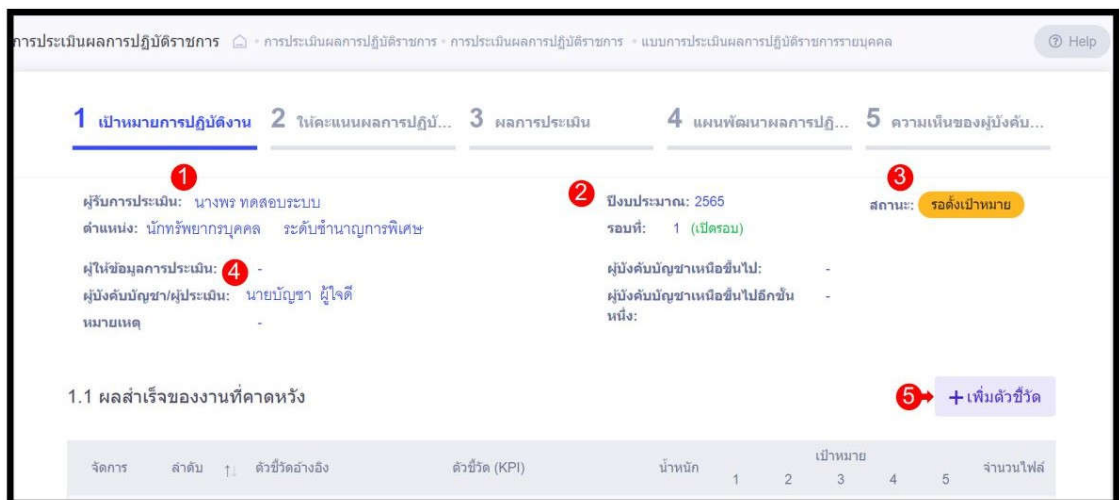 การประเมินผลการปฏิบัติราชการ • การประเมินผลการปฏิบัติราชการ • การประเมินผลการปฏิบัติราชการ • แบบการประเมินผลการปฏิบัติราชการรายบุคคล Help
1 เป้าหมายการปฏิบัติงาน 2 ให้คะแนนผลการปฏิบั... 3 ผลการประเมิน 4 แผนพัฒนาผลการปฏิ... 5 ความเห็นของผู้บังคับ...
1 2 3
ผู้รับการประเมิน: นางพร ทดสอบระบบ ปีงบประมาณ: 2565 สถานะ: รอตั้งเป้าหมาย
ตำแหน่ง: นักทรัพยากรบุคคล ระดับชำนาญการพิเศษ รอบที่: 1 (เปิดรอบ)
ผู้ให้ข้อมูลการประเมิน: 4 - ผู้บังคับบัญชาเหนือขึ้นไป: -
ผู้บังคับบัญชา/ผู้ประเมิน: นายบัญชา ผู้ใจดี ผู้บังคับบัญชาเหนือขึ้นไปอีกชั้น -
หมายเหตุ - หนึ่ง:
1.1 ผลสำเร็จของงานที่คาดหวัง 5 +เพิ่มตัวชี้วัด
เป้าหมาย
จัดการ ลำดับ ↑↓ ตัวชี้วัดอ้างอิง ตัวชี้วัด (KPI) น้ำหนัก 1 2 3 4 5 จำนวนไฟล์